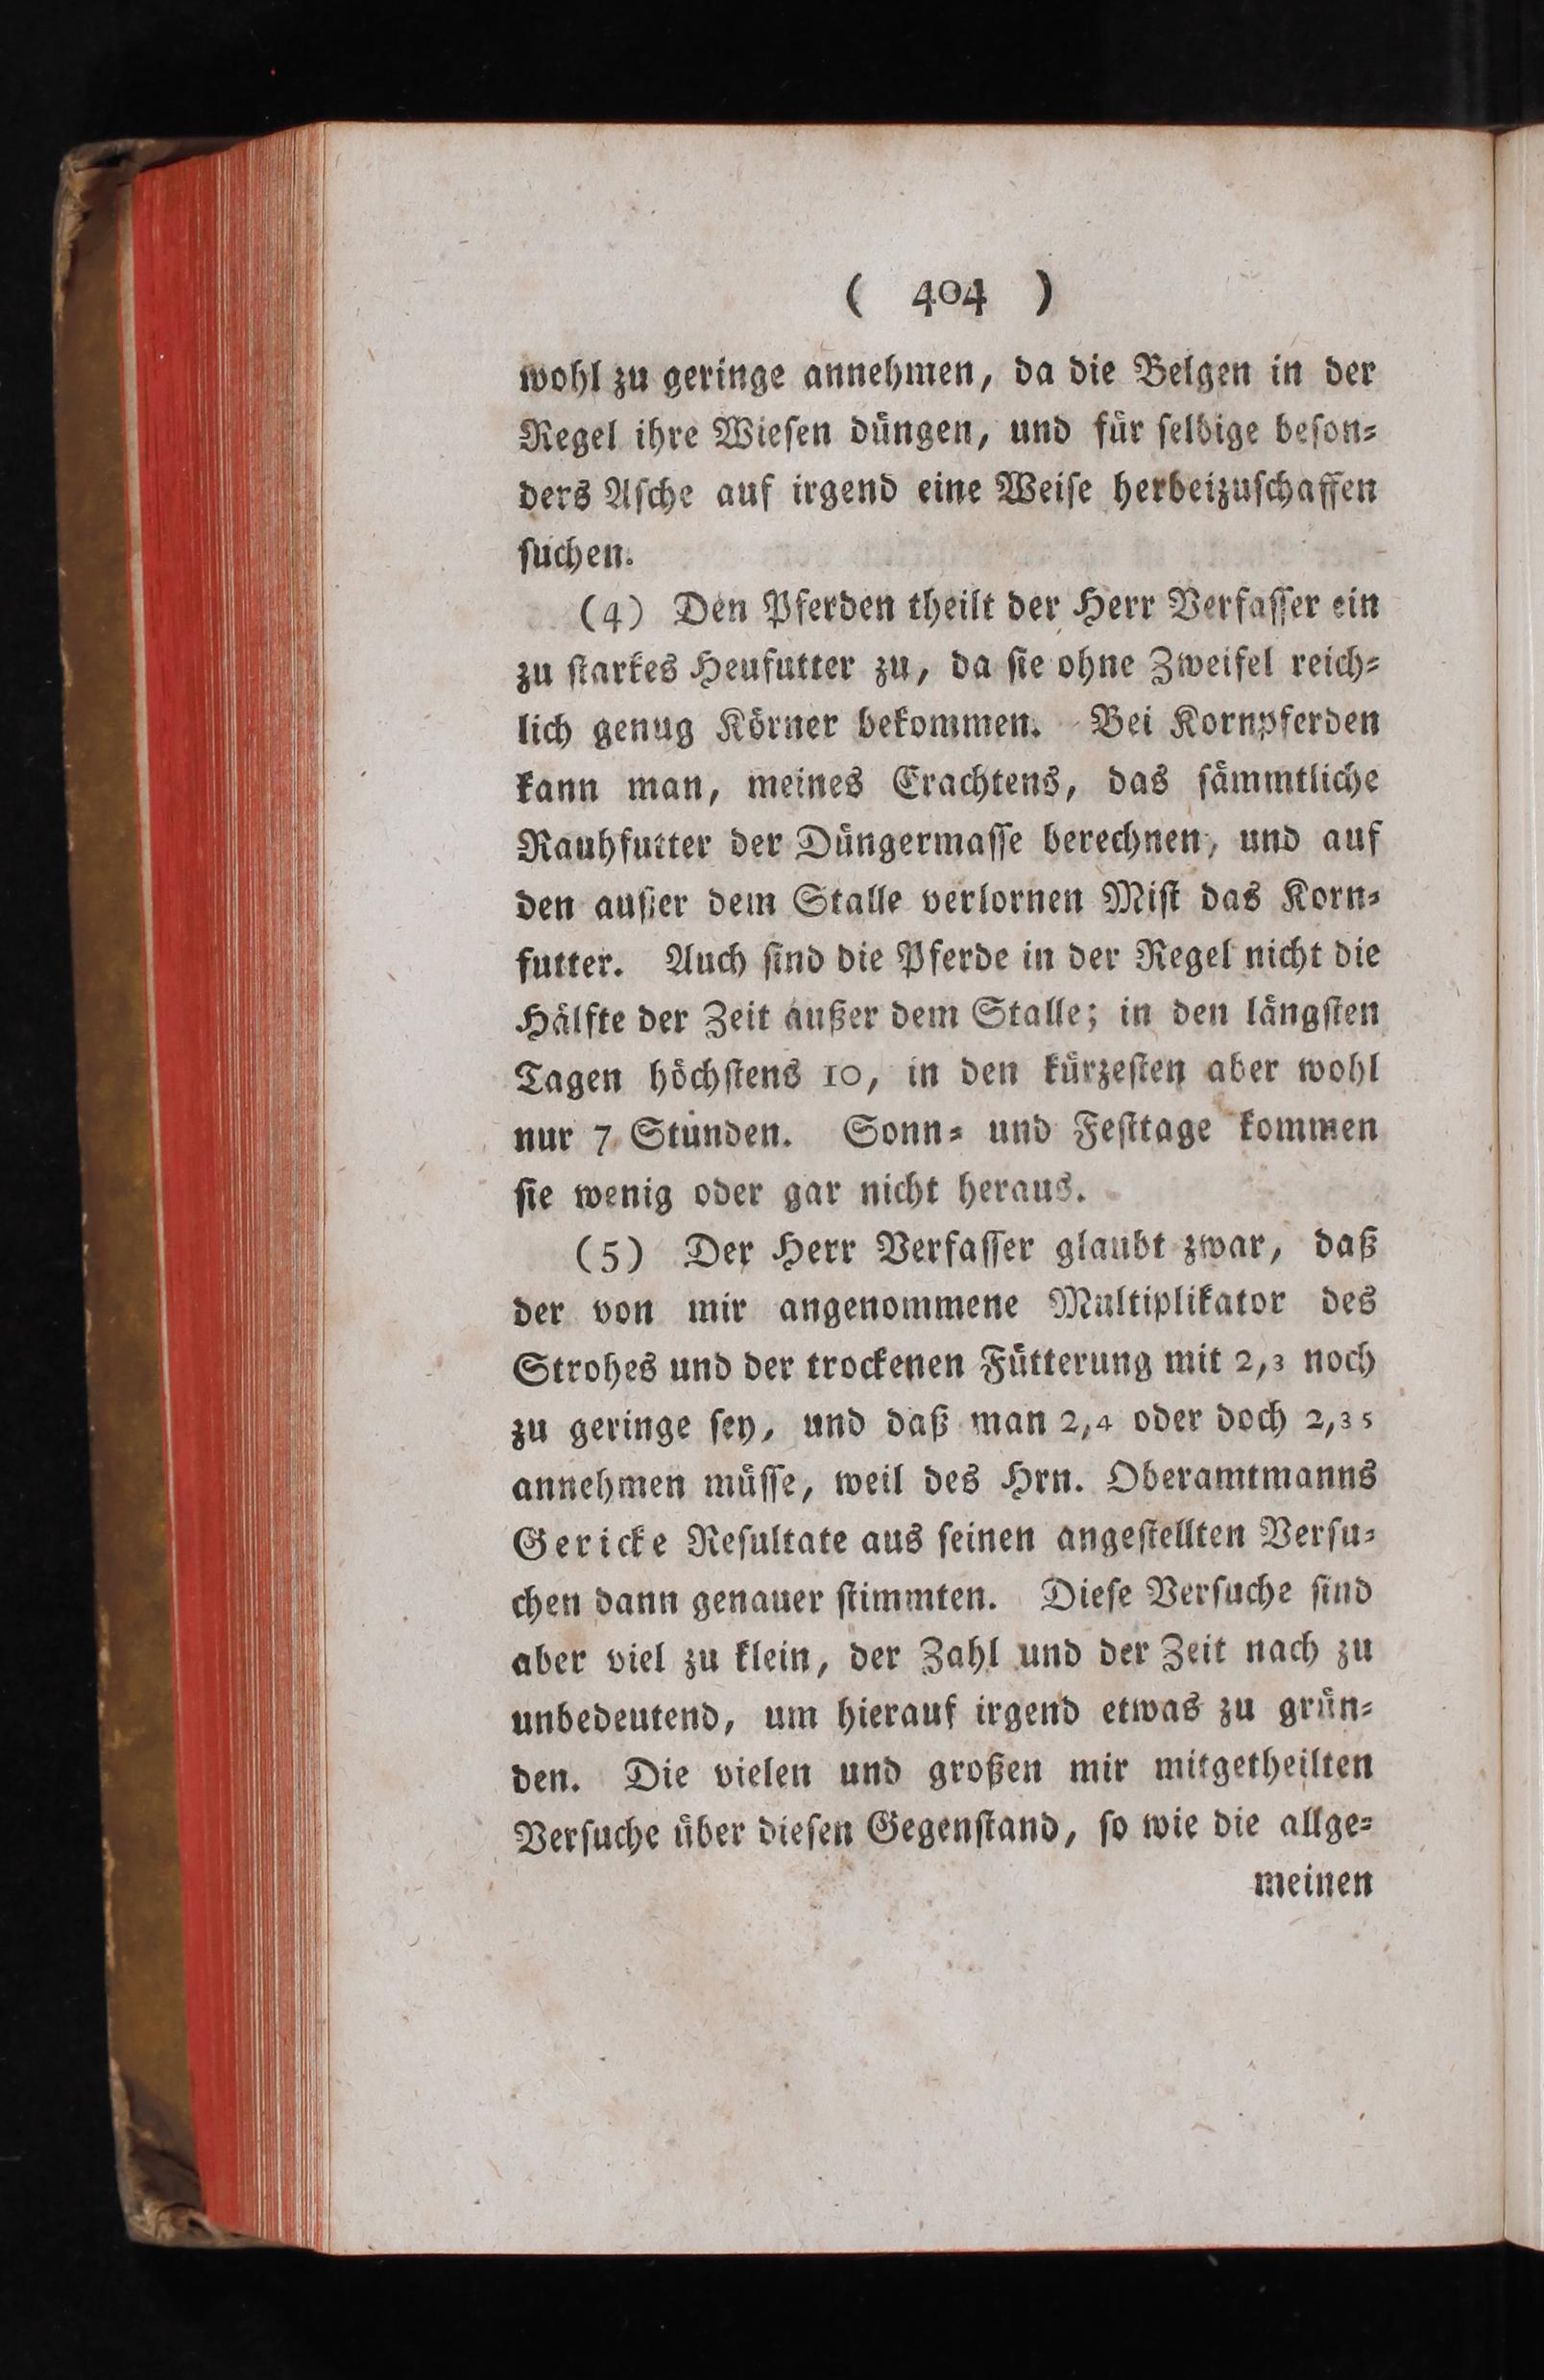 ( 404 )
wohl zu geringe annehmen, da die Belgen in der
Regel ihre Wieſen düngen, und für ſelbige beſon⸗
ders Aſche auf irgend eine Weiſe herbeizuſchaffen
ſuchen.
(4) Den Pferden theilt der Herr Verfaſſer ein
zu ſtarkes Heufutter zu, da ſie ohne Zweifel reich⸗
lich genug Körner bekommen. Bei Kornpferden
kann man, meines Erachtens, das ſämmtliche
Rauhfutter der Düngermaſſe berechnen, und auf
den außer dem Stalle verlornen Miſt das Korn⸗
futter. Auch ſind die Pferde in der Regel nicht die
Hälfte der Zeit außer dem Stalle; in den längſten
Tagen höchſtens 10, in den kürzeſten aber wohl
nur 7 Stunden. Sonn⸗ und Feſttage kommen
ſie wenig oder gar nicht heraus.
(5) Der Herr Verfaſſer glaubt zwar, daß
der von mir angenommene Multiplikator des
Strohes und der trockenen Fütterung mit 2,3 noch
zu geringe ſey, und daß man 2,4 oder doch 2,35
annehmen müſſe, weil des Hrn. Oberamtmanns
Gericke Reſultate aus ſeinen angeſtellten Verſu⸗
chen dann genauer ſtimmten. Dieſe Verſuche ſind
aber viel zu klein, der Zahl und der Zeit nach zu
unbedeutend, um hierauf irgend etwas zu grün⸗
den. Die vielen und großen mir mitgetheilten
Verſuche über dieſen Gegenſtand, ſo wie die allge⸗
meinen